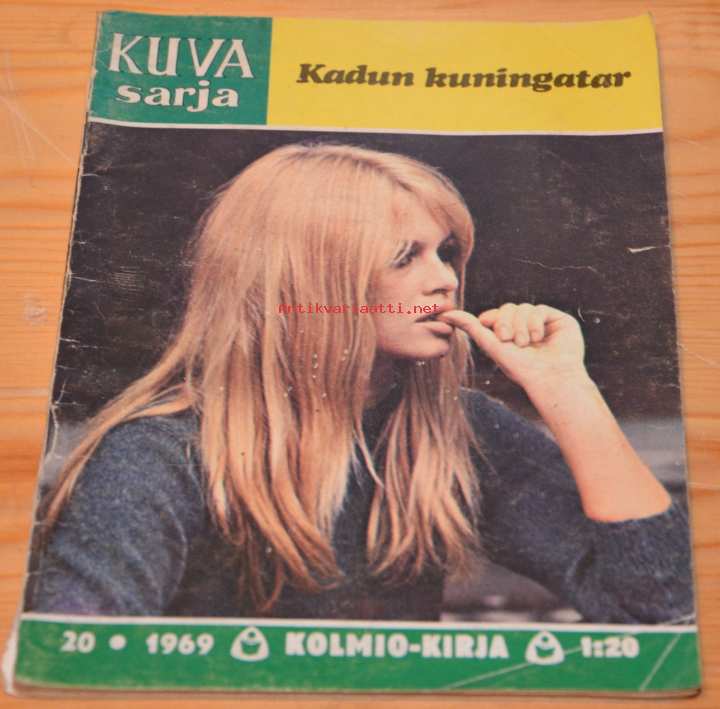 KUVA
sarja
Kadun kuningatar
Antikvariaatti.net
20 • 1969 KOLMIO-KIRJA 1:20